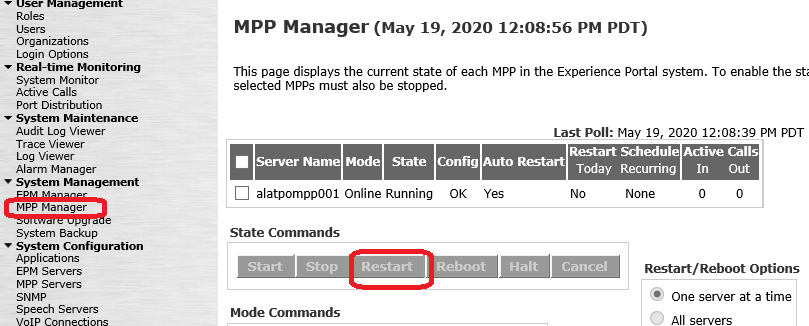 User Management
Roles
Users
Organizations
Login Options
Real-time Monitoring
System Monitor
Active Calls
Port Distribution
System Maintenance
Audit Log Viewer
Trace Viewer
Log Viewer
Alarm Manager
System Management
EPM Manager
MPP Manager
Software Upgrade
System Backup
System Configuration
Applications
EPM Servers
MPP Servers
SNMP
Speech Servers
VoIP Connections
MPP Manager (May 19, 2020 12:08:56 PM PDT)
This page displays the current state of each MPP in the Experience Portal system. To enable the sta
selected MPPs must also be stopped.
Last Poll: May 19, 2020 12:08:39 PM PDT
Server Name Mode State Config Auto Restart Restart Schedule Active Calls
Today Recurring In Out
alatpompp001 Online Running OK Yes No None 0 0
State Commands
Start Stop Restart Reboot Halt Cancel
Restart/Reboot Options
One server at a time
All servers
Mode Commands